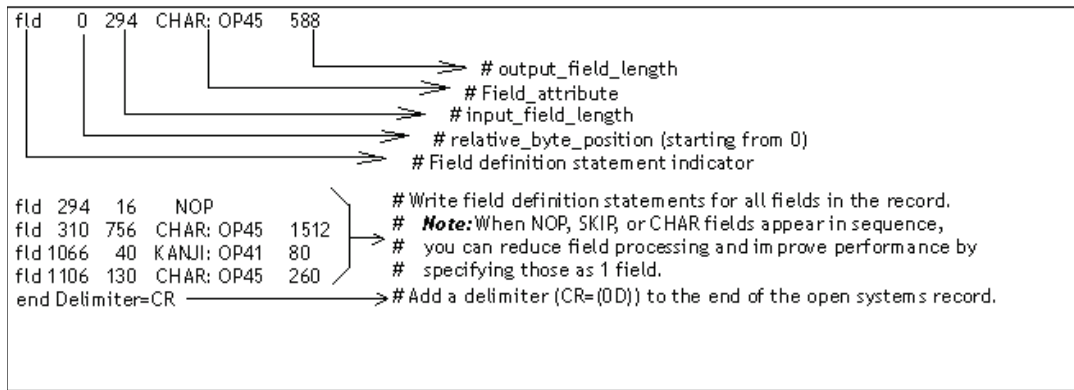 fld 0 294 CHAR: OP45 588
# output_field_length
# Field_attribute
#input_field_length
# relative_byte_position (starting from 0)
# Field definition statement indicator
fld 294 16 NOP
fld 310 756 CHAR: OP45 1512
fld 1066 40 KANJI: OP41 80
fld 1106 130 CHAR: OP45 260
end Delimiter=CR
# Write field definition statements for all fields in the record.
# Note: When NOP, SKIP, or CHAR fields appear in sequence,
# you can reduce field processing and improve performance by
# specifying those as 1 field.
# Add a delimiter (CR=(0D)) to the end of the open systems record.